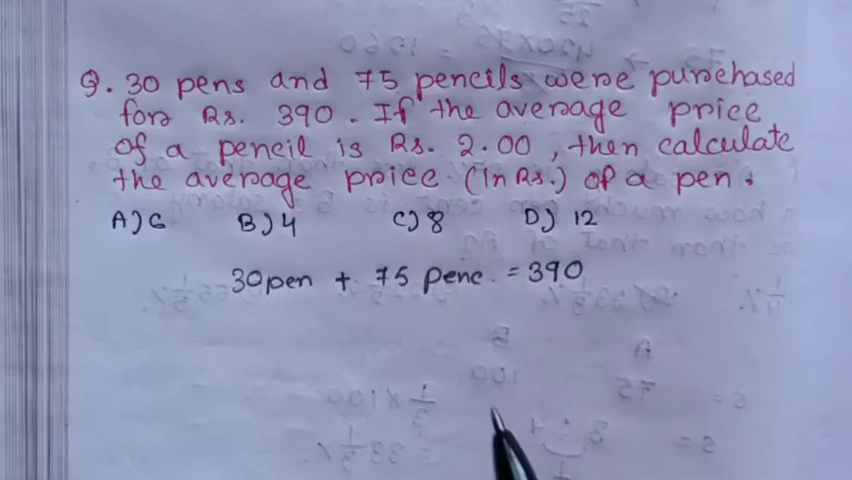 Q. 30 pens and 75 pencils were purchased
for Rs. 390. If the average price
of a pencil is Rs. 2.00, then calculate
the average price (In Rs.) of a pen.
A) 6 B) 4 C) 8 D) 12
30 pen + 75 penc. = 390